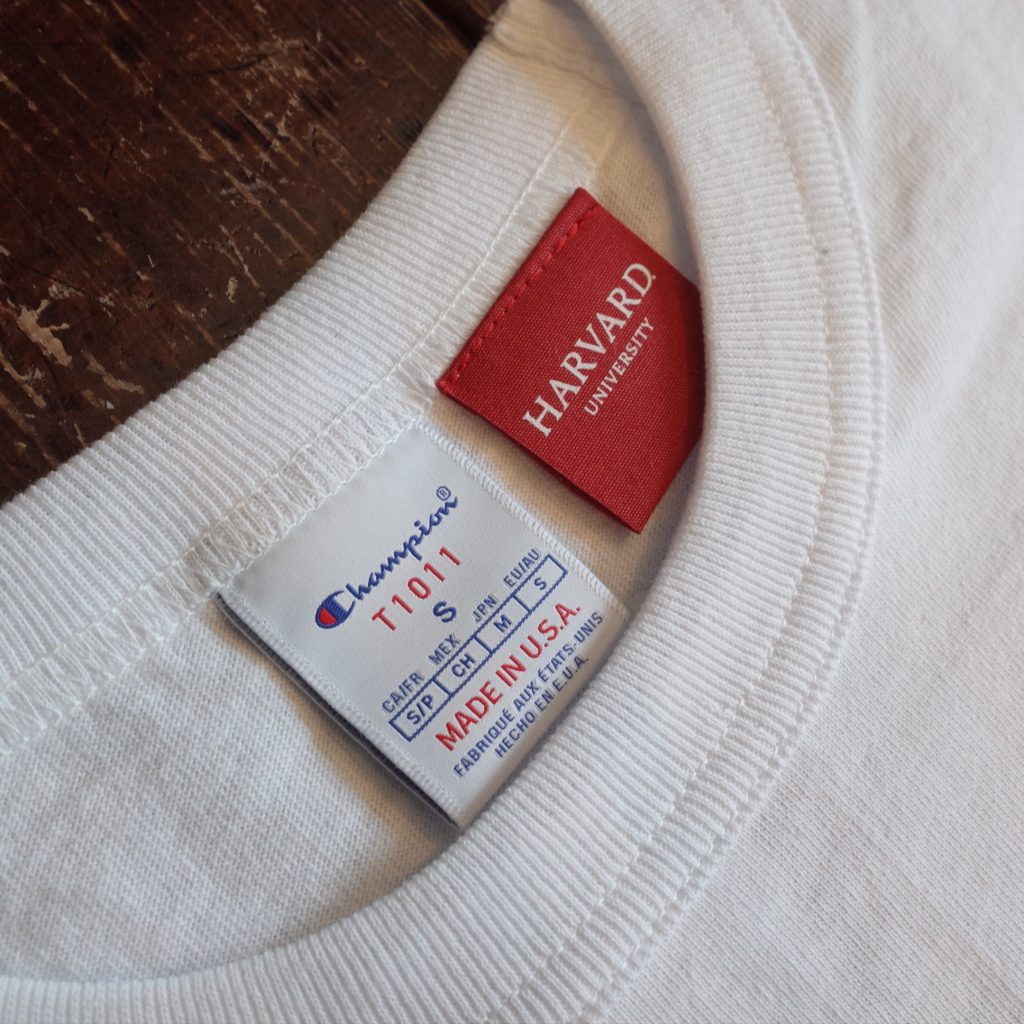 HARVARD
UNIVERSITY
Champion®
T1011
S
CA/FR MEX JPN EU/AU
S/P CH M S
MADE IN U.S.A.
FABRIQUÉ AUX ÉTATS-UNIS
HECHO EN E.U.A.